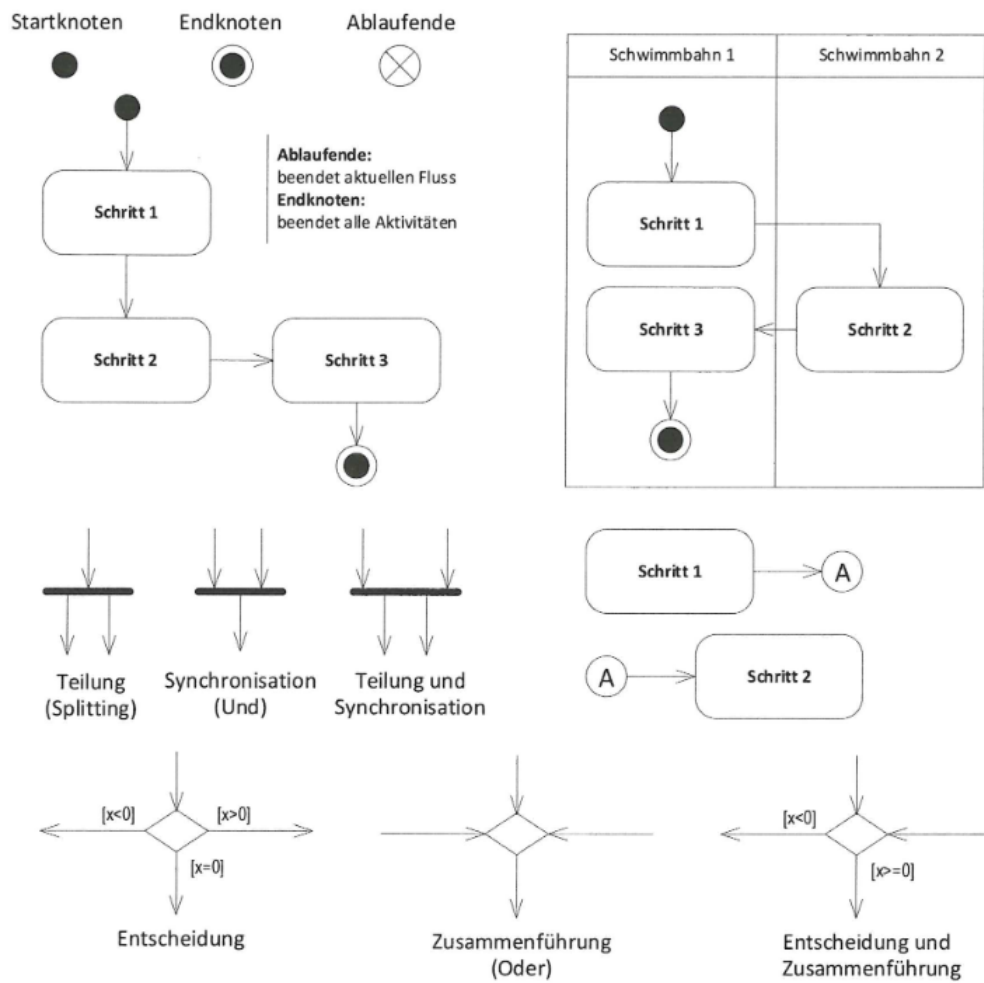 Startknoten
Endknoten
Ablaufende
Ablaufende:
beendet aktuellen Fluss
Endknoten:
beendet alle Aktivitäten
Schritt 1
Schritt 2
Schritt 3
Schwimmbahn 1
Schwimmbahn 2
Schritt 1
Schritt 3
Schritt 2
Teilung
(Splitting)
Synchronisation
(Und)
Teilung und
Synchronisation
Schritt 1
A
A
Schritt 2
[x<0]
[x>0]
[x=0]
Entscheidung
Zusammenführung
(Oder)
[x<0]
[x>=0]
Entscheidung und
Zusammenführung